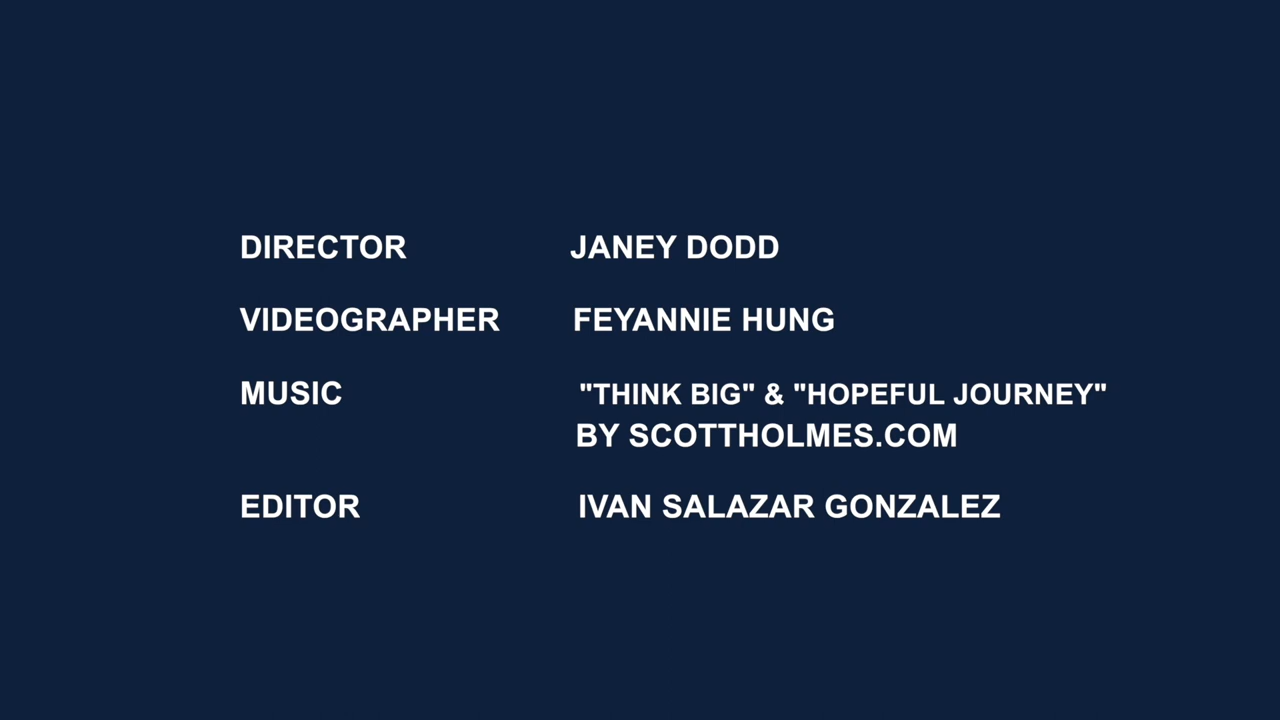 DIRECTOR JANEY DODD
VIDEOGRAPHER FEYANNIE HUNG
MUSIC "THINK BIG" & "HOPEFUL JOURNEY"
BY SCOTTHOLMES.COM
EDITOR IVAN SALAZAR GONZALEZ